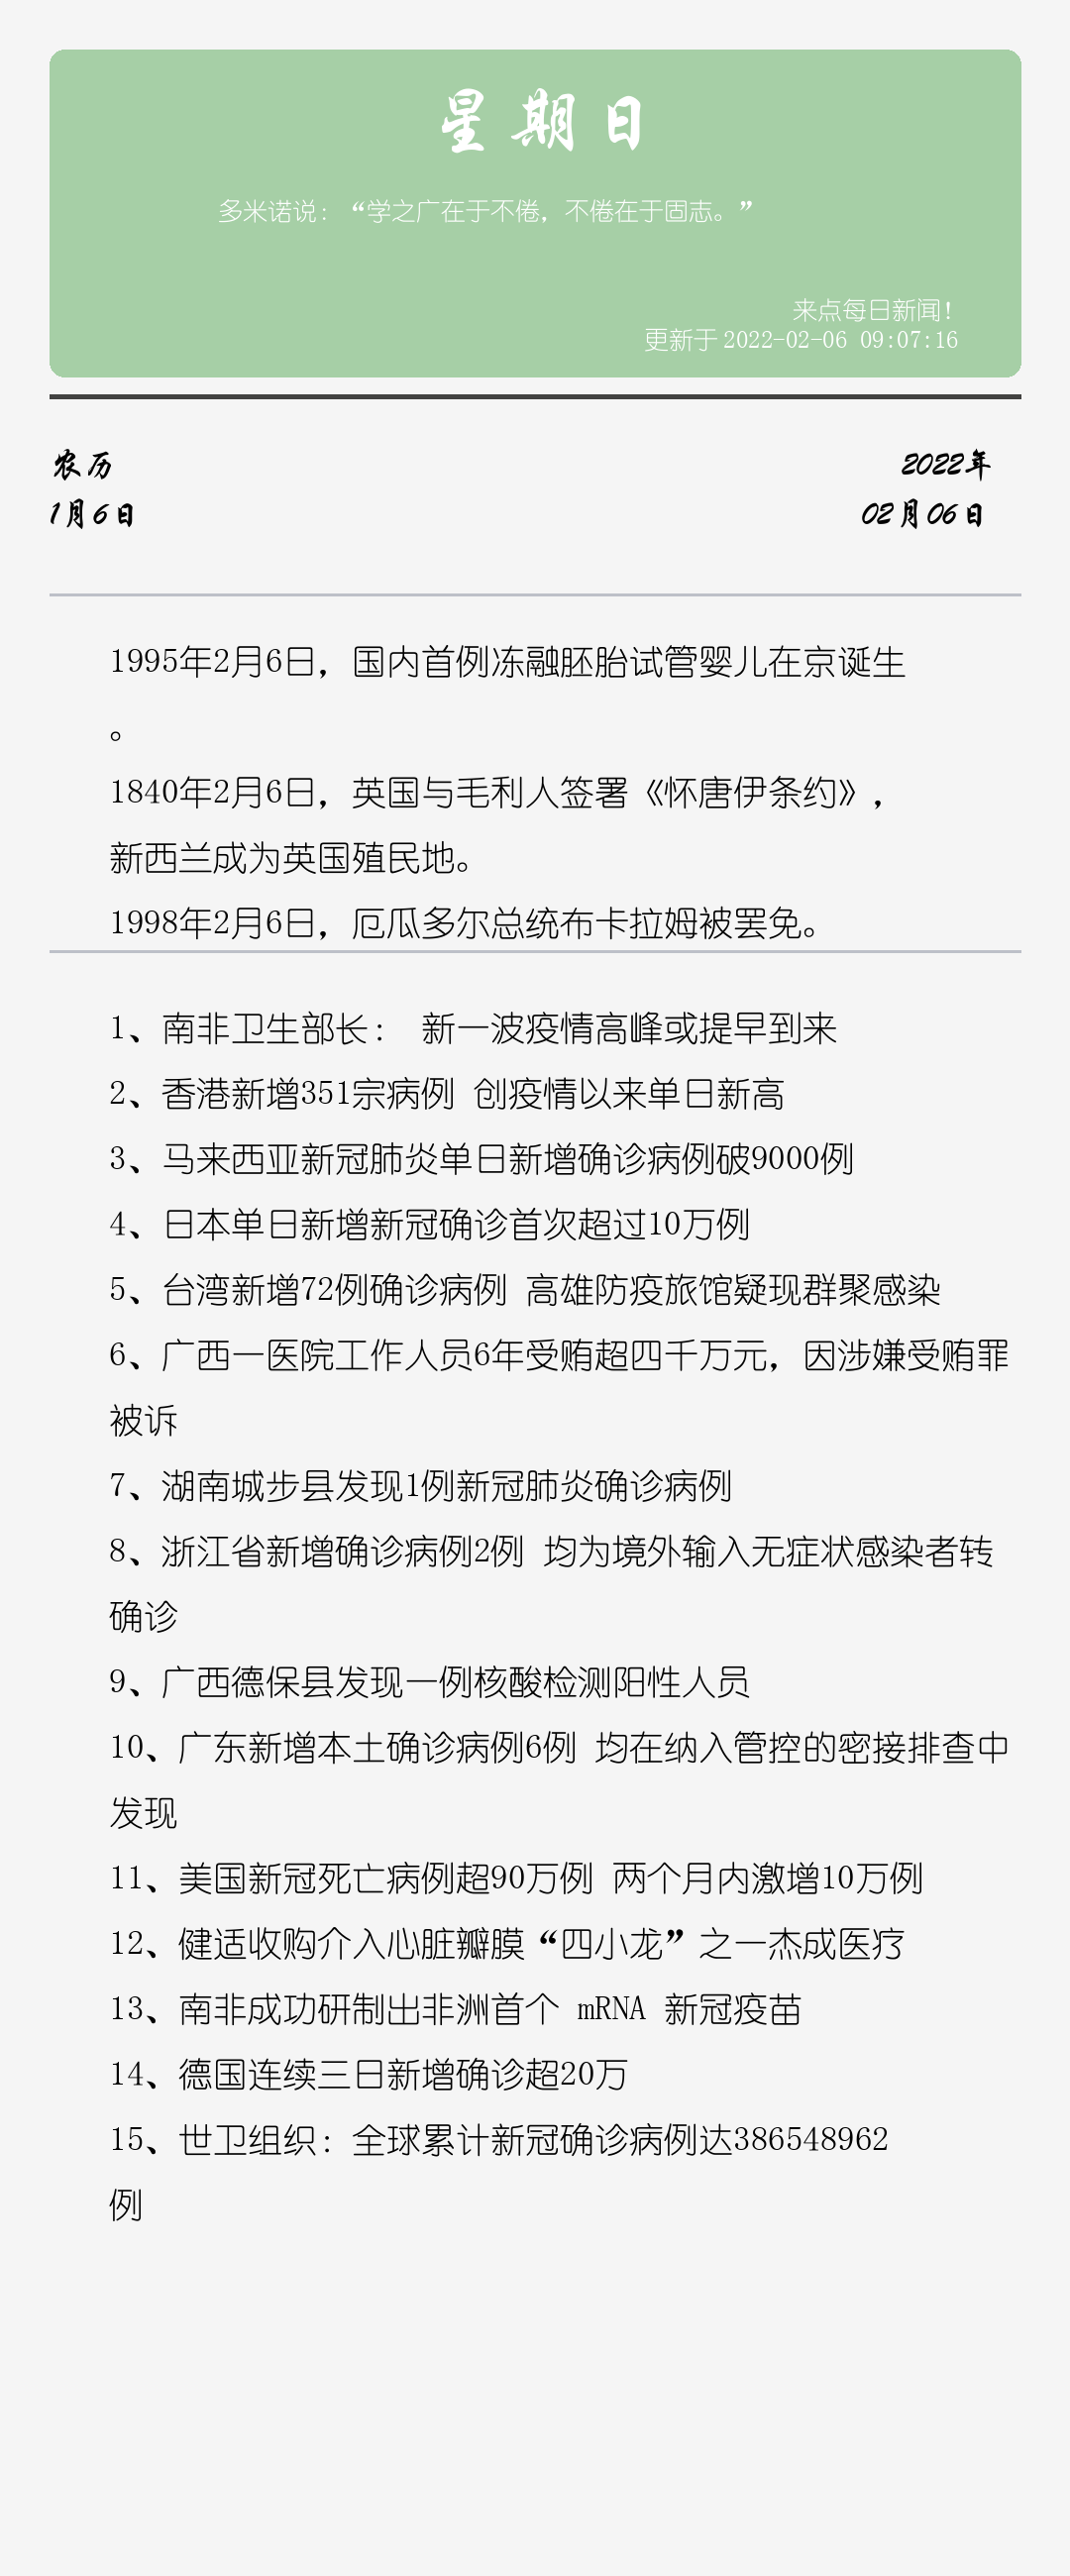 星期日
多米诺说：“学之广在于不倦，不倦在于固志。”
来点每日新闻！
更新于 2022-02-06 09:07:16
农历
2022年
1月6日
02月06日
1995年2月6日，国内首例冻融胚胎试管婴儿在京诞生
。
1840年2月6日，英国与毛利人签署《怀唐伊条约》，
新西兰成为英国殖民地。
1998年2月6日，厄瓜多尔总统布卡拉姆被罢免。
1、南非卫生部长： 新一波疫情高峰或提早到来
2、香港新增351宗病例 创疫情以来单日新高
3、马来西亚新冠肺炎单日新增确诊病例破9000例
4、日本单日新增新冠确诊首次超过10万例
5、台湾新增72例确诊病例 高雄防疫旅馆疑现群聚感染
6、广西一医院工作人员6年受贿超四千万元，因涉嫌受贿罪
被诉
7、湖南城步县发现1例新冠肺炎确诊病例
8、浙江省新增确诊病例2例 均为境外输入无症状感染者转
确诊
9、广西德保县发现一例核酸检测阳性人员
10、广东新增本土确诊病例6例 均在纳入管控的密接排查中
发现
11、美国新冠死亡病例超90万例 两个月内激增10万例
12、健适收购介入心脏瓣膜“四小龙”之一杰成医疗
13、南非成功研制出非洲首个 mRNA 新冠疫苗
14、德国连续三日新增确诊超20万
15、世卫组织：全球累计新冠确诊病例达386548962
例